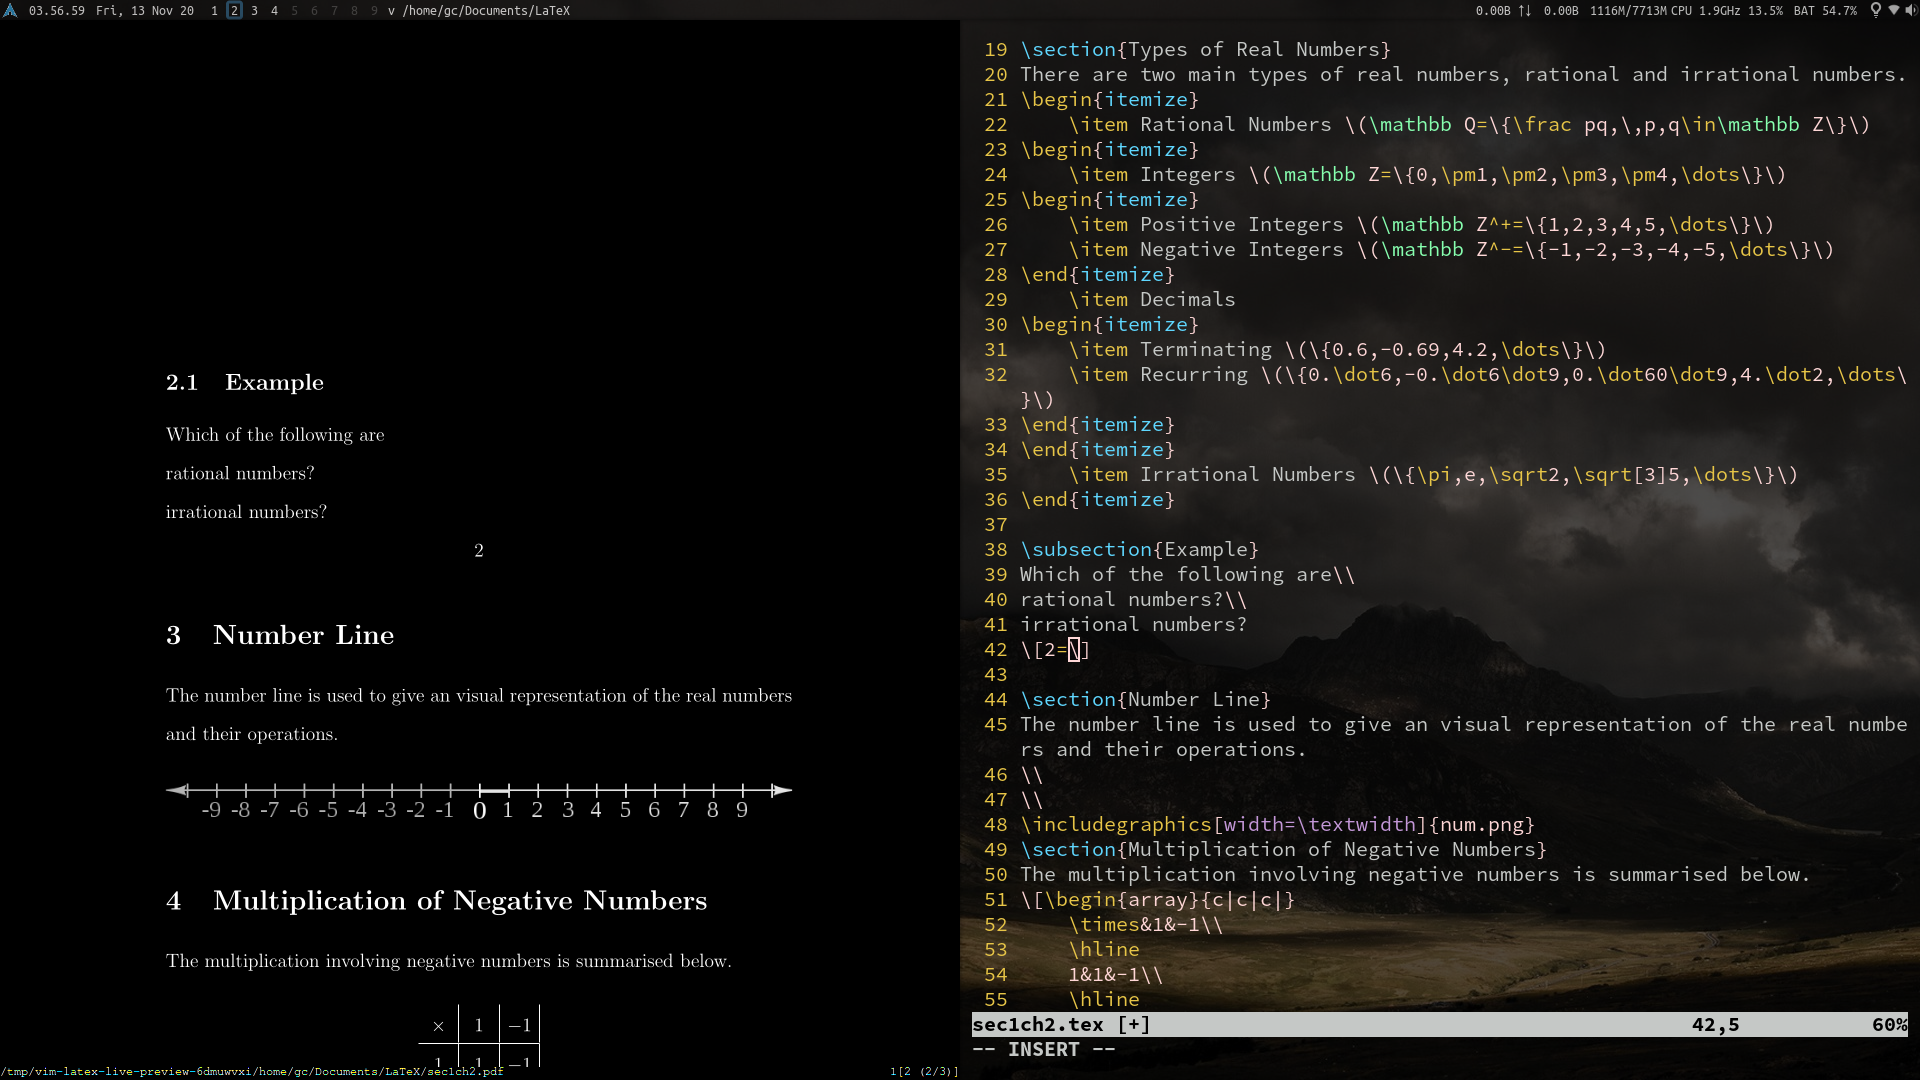 03.56.59 Fri, 13 Nov 20 1 2 3 4 5 6 7 8 9 v /home/gc/Documents/LaTeX
0.00B ↑↓ 0.00B 1116M/7713M CPU 1.9GHz 13.5% BAT 54.7%
2.1 Example
Which of the following are
rational numbers?
irrational numbers?
2
3 Number Line
The number line is used to give an visual representation of the real numbers
and their operations.
-9 -8 -7 -6 -5 -4 -3 -2 -1 0 1 2 3 4 5 6 7 8 9
4 Multiplication of Negative Numbers
The multiplication involving negative numbers is summarised below.
× 1 −1
1 1 −1
/tmp/vim-latex-live-preview-6dmuwvxi/home/gc/Documents/LaTeX/sec1ch2.pdf
1[2 (2/3)]
19 \section{Types of Real Numbers}
20 There are two main types of real numbers, rational and irrational numbers.
21 \begin{itemize}
22 \item Rational Numbers \(\mathbb Q=\{\frac pq,\,p,q\in\mathbb Z\}\)
23 \begin{itemize}
24 \item Integers \(\mathbb Z=\{0,\pm1,\pm2,\pm3,\pm4,\dots\}\)
25 \begin{itemize}
26 \item Positive Integers \(\mathbb Z^+=\{1,2,3,4,5,\dots\}\)
27 \item Negative Integers \(\mathbb Z^-=\{-1,-2,-3,-4,-5,\dots\}\)
28 \end{itemize}
29 \item Decimals
30 \begin{itemize}
31 \item Terminating \(\{0.6,-0.69,4.2,\dots\}\)
32 \item Recurring \(\{0.\dot6,-0.\dot6\dot9,0.\dot60\dot9,4.\dot2,\dots\
}\)
33 \end{itemize}
34 \end{itemize}
35 \item Irrational Numbers \(\{\pi,e,\sqrt2,\sqrt[3]5,\dots\}\)
36 \end{itemize}
37
38 \subsection{Example}
39 Which of the following are\\
40 rational numbers?\\
41 irrational numbers?
42 \[2=\]
43
44 \section{Number Line}
45 The number line is used to give an visual representation of the real numbe
rs and their operations.
46 \\
47 \\
48 \includegraphics[width=\textwidth]{num.png}
49 \section{Multiplication of Negative Numbers}
50 The multiplication involving negative numbers is summarised below.
51 \[\begin{array}{c|c|c|}
52 \times&1&-1\\
53 \hline
54 1&1&-1\\
55 \hline
sec1ch2.tex [+] 42,5 60%
-- INSERT --